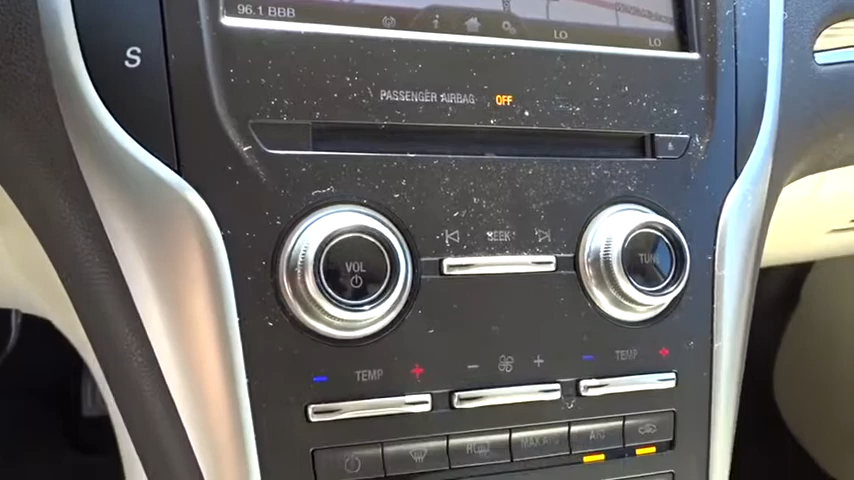 96.1 BBB
LO
LO
S
PASSENGER AIRBAG OFF
SEEK
VOL
TUNE
TEMP
TEMP
R
MAX A/C
A/C